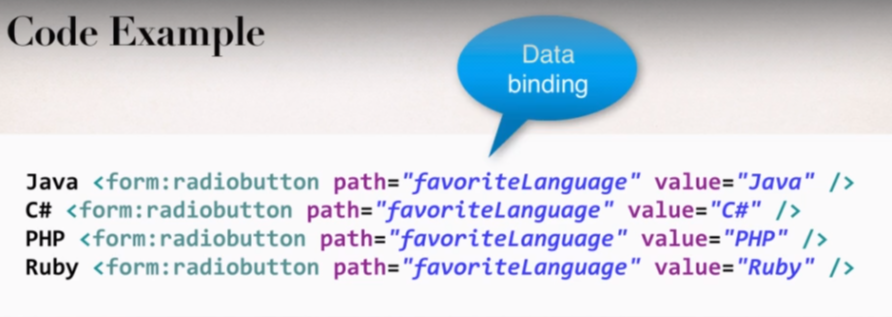 Code Example
Data
binding
Java <form:radiobutton path="favoriteLanguage" value="Java" />
C# <form:radiobutton path="favoriteLanguage" value="C#" />
PHP <form:radiobutton path="favoriteLanguage" value="PHP" />
Ruby <form:radiobutton path="favoriteLanguage" value="Ruby" />